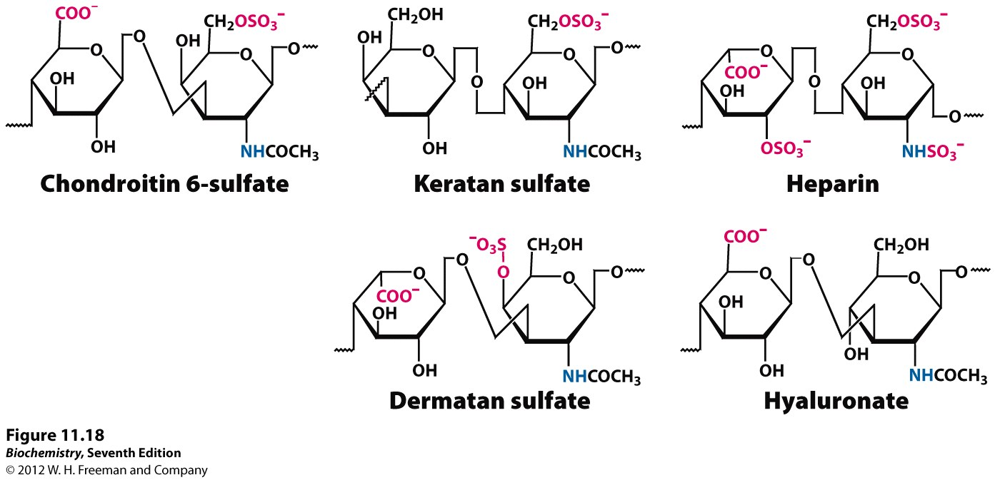 COO⁻
O
O
OH
OH
OH
CH₂OSO₃⁻
O
O
NHCOCH₃
Chondroitin 6-sulfate
CH₂OH
OH
O
OH
O
CH₂OSO₃⁻
O
OH
O
NHCOCH₃
Keratan sulfate
O
COO⁻
OH
OSO₃⁻
O
CH₂OSO₃⁻
O
OH
O
NHSO₃⁻
Heparin
O
COO⁻
OH
OH
O
⁻O₃S
O
CH₂OH
O
O
NHCOCH₃
Dermatan sulfate
COO⁻
O
OH
OH
O
CH₂OH
O
O
OH
NHCOCH₃
Hyaluronate
Figure 11.18
Biochemistry, Seventh Edition
© 2012 W. H. Freeman and Company